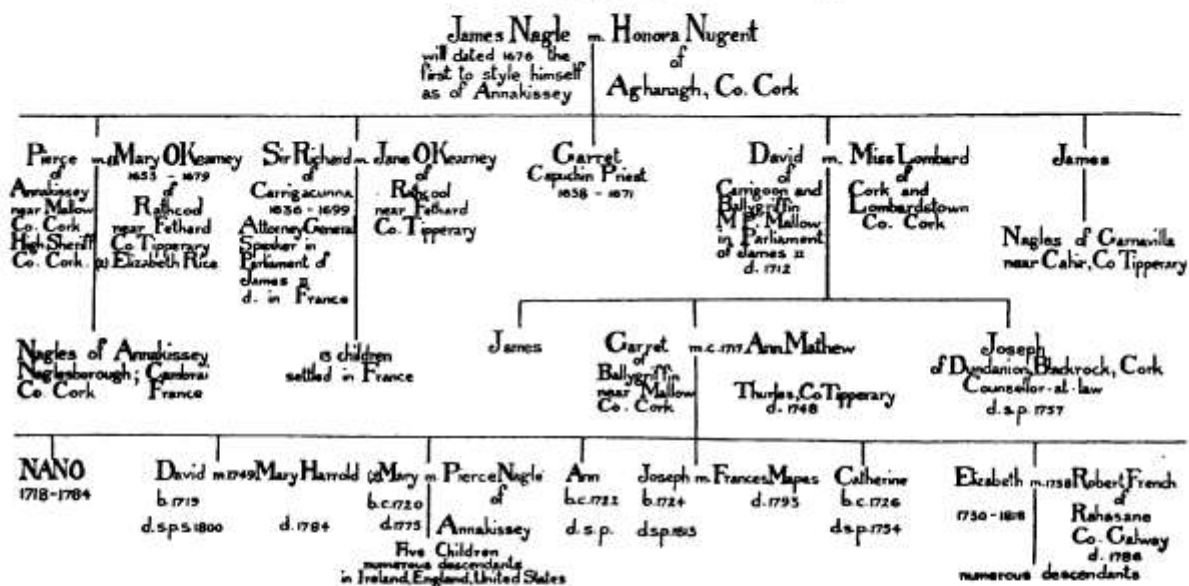 James Nagle m. Honora Nugent
will dated 1676 the
first to style himself
as of Annakissey
of
Aghanagh, Co. Cork
Pierce m. (1) Mary O'Kearney
of
Annakissey
near Mallow
Co. Cork
High Sheriff
Co. Cork
1653 - 1679
of
Rathcool
near Fethard
Co Tipperary
(2) Elizabeth Rice
Sir Richard m. Jane O'Kearney
of
Carrigacunna
1636 - 1699
Attorney General
Speaker in
Parliament of
James II
d. in France
of
Rathcool
near Fethard
Co. Tipperary
Garret
Capuchin Priest
1638 - 1671
David m. Miss Lombard
of
Carrigoon and
Ballygriffin
M.P. Mallow
in Parliament
of James II
d. 1712
of
Cork and
Lombardstown
Co. Cork
James
Nagles of Garnavilla
near Cahir, Co Tipperary
Nagles of Annakissey
Naglesborough; Cambrai
Co. Cork France
13 children
settled in France
James
Garret m.c. 1717 Ann Mathew
of
Ballygriffin
near Mallow
Co. Cork
Thurles, Co Tipperary
d. 1748
Joseph
of Dundanion, Blackrock, Cork
Counsellor-at-law
d.s.p. 1757
NANO
1718-1784
David m. 1749 Mary Harrold
b. 1719
d.s.p.s. 1800
d. 1784
(2) Mary m. Pierce Nagle
b.c. 1720
d. 1775
of
Annakissey
Five Children
numerous descendants
in Ireland, England, United States
Ann
b.c. 1722
d.s.p.
Joseph m. Frances Mapas
b. 1724
d.s.p. 1813
d. 1793
Catherine
b.c. 1726
d.s.p. 1754
Elizabeth m. 1758 Robert French
1730-1818
of
Rahasane
Co. Galway
d. 1786
numerous descendants